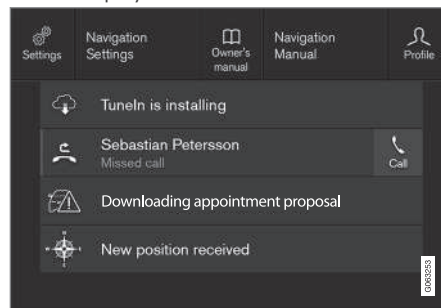 Settings
Navigation
Settings
Owner's
manual
Navigation
Manual
Profile
TuneIn is installing
Sebastian Petersson
Missed call
Call
Downloading appointment proposal
New position received
G063253